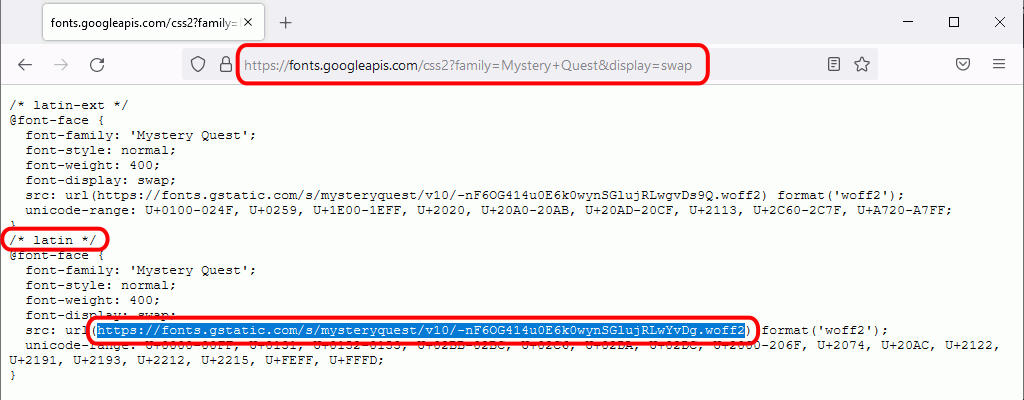 fonts.googleapis.com/css2?family=
https://fonts.googleapis.com/css2?family=Mystery+Quest&display=swap
/* latin-ext */
@font-face {
font-family: 'Mystery Quest';
font-style: normal;
font-weight: 400;
font-display: swap;
src: url(https://fonts.gstatic.com/s/mysteryquest/v10/-nF6OG414u0E6k0wynSGlujRLwgvDs9Q.woff2) format('woff2');
unicode-range: U+0100-024F, U+0259, U+1E00-1EFF, U+2020, U+20A0-20AB, U+20AD-20CF, U+2113, U+2C60-2C7F, U+A720-A7FF;
}
/* latin */
@font-face {
font-family: 'Mystery Quest';
font-style: normal;
font-weight: 400;
font-display: swap;
src: url(https://fonts.gstatic.com/s/mysteryquest/v10/-nF6OG414u0E6k0wynSGlujRLwYvDg.woff2) format('woff2');
unicode-range: U+0000-00FF, U+0131, U+0152-0153, U+02BB-02BC, U+02C6, U+02DA, U+02DC, U+2000-206F, U+2074, U+20AC, U+2122,
U+2191, U+2193, U+2212, U+2215, U+FEFF, U+FFFD;
}